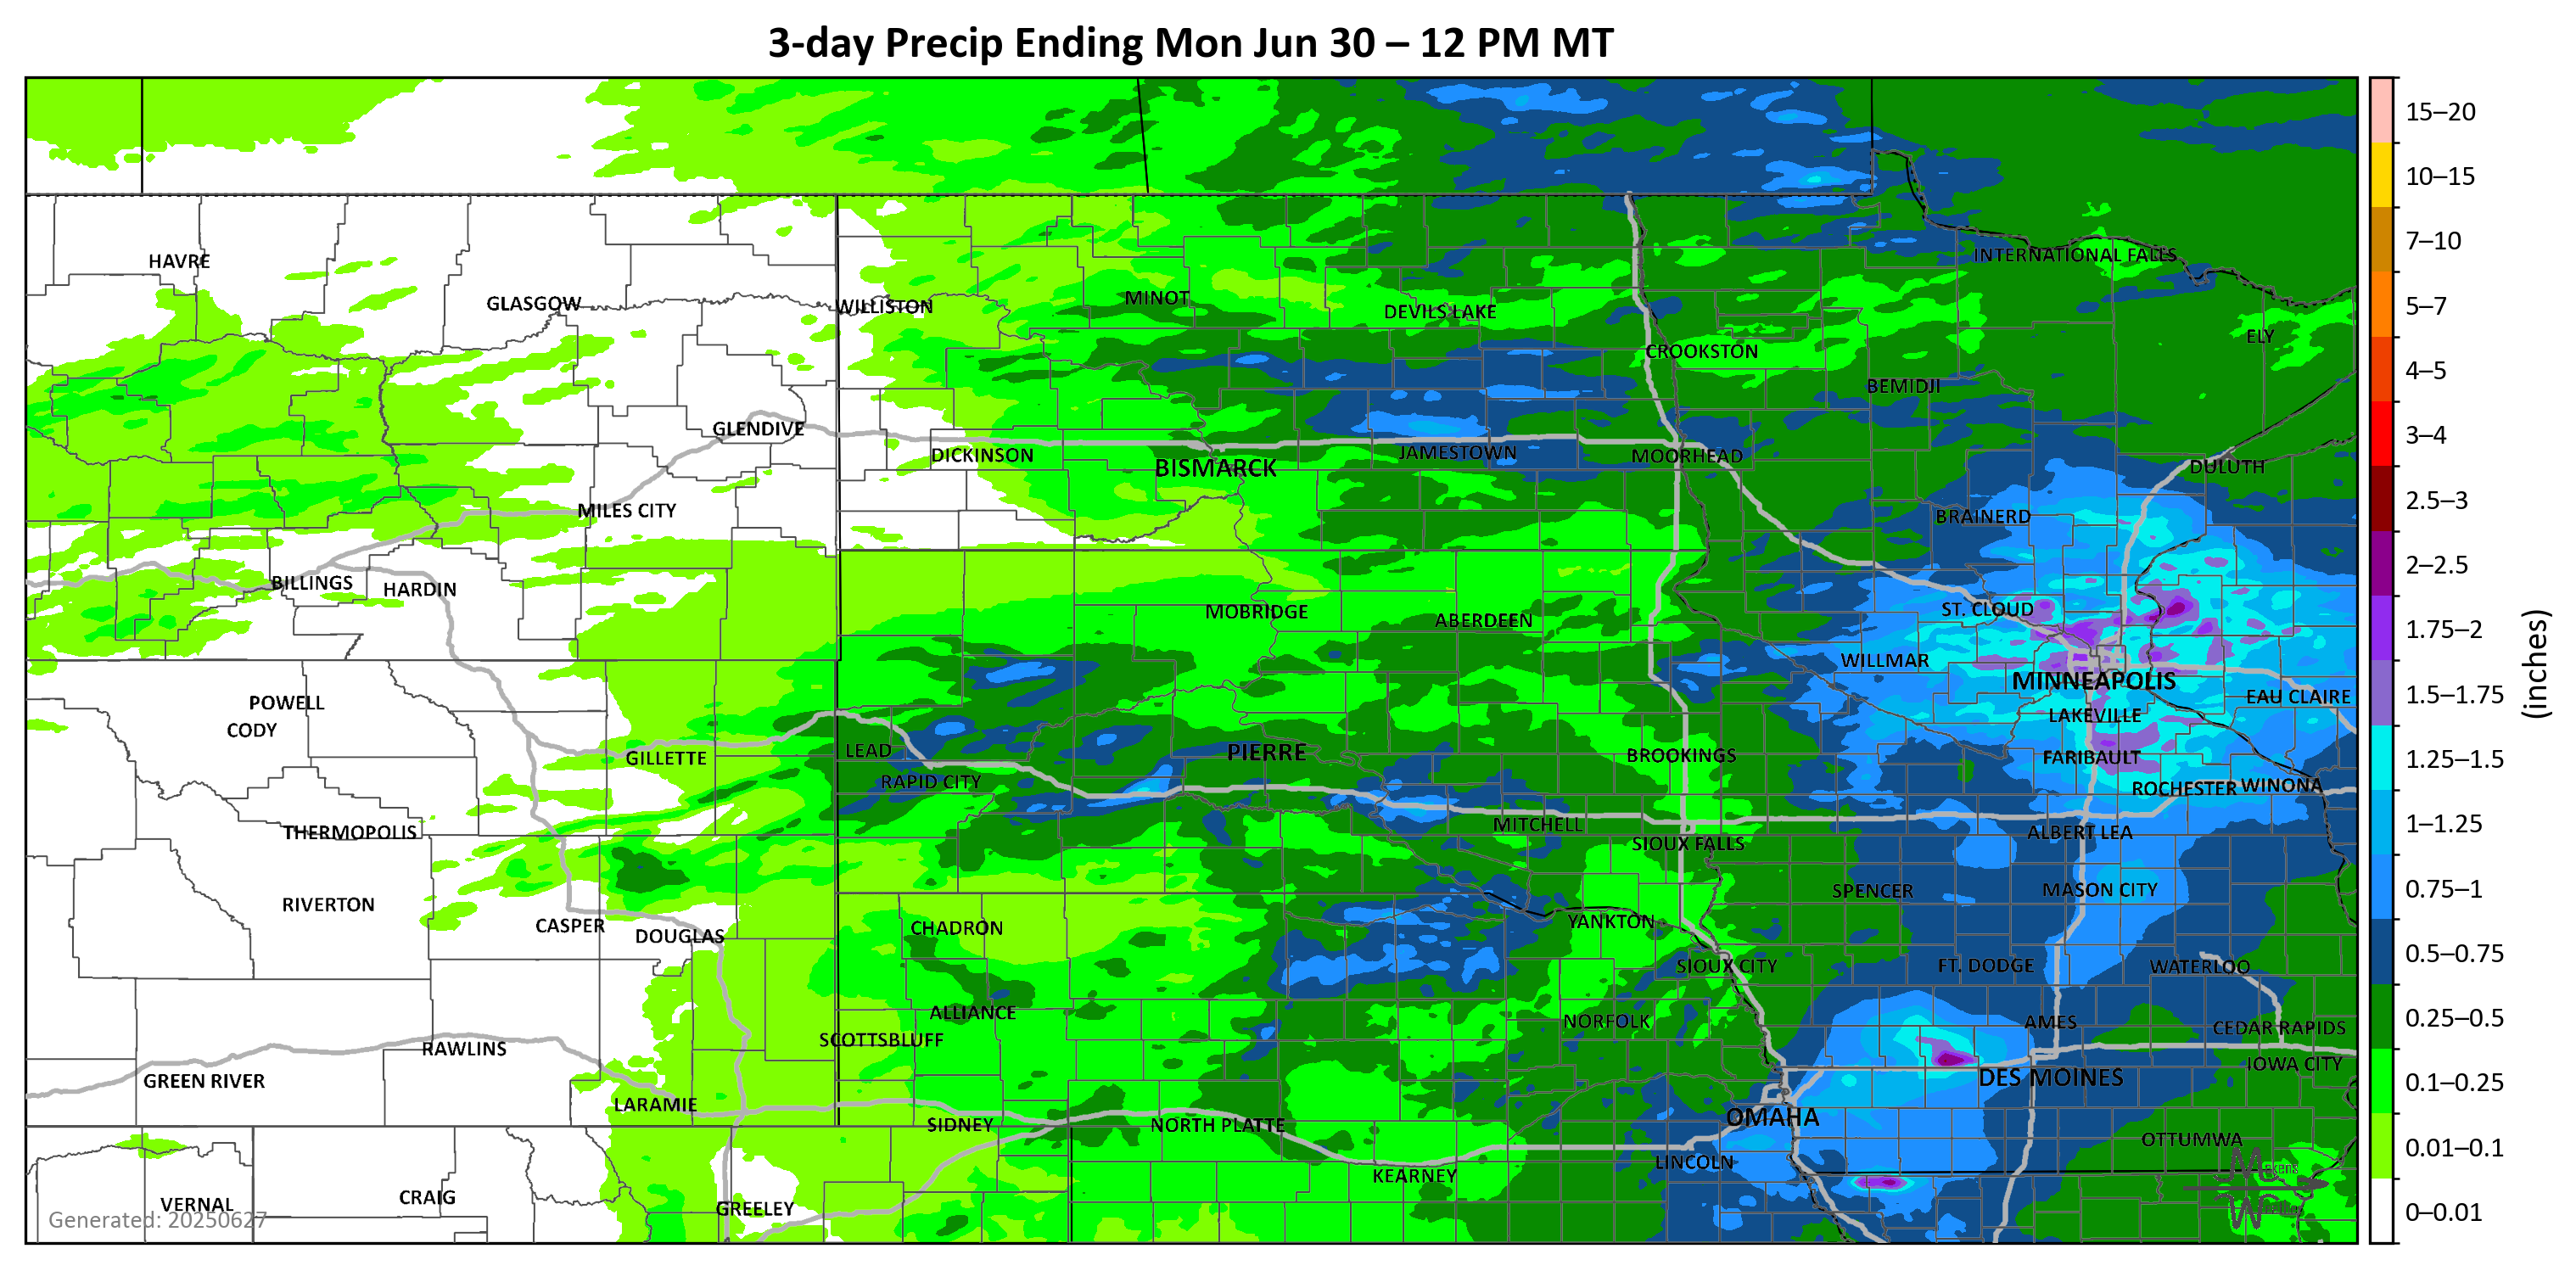 3-day Precip Ending Mon Jun 30 – 12 PM MT
15–20
10–15
7–10
5–7
4–5
3–4
2.5–3
2–2.5
1.75–2
1.5–1.75
1.25–1.5
1–1.25
0.75–1
0.5–0.75
0.25–0.5
0.1–0.25
0.01–0.1
0–0.01
(inches)
HAVRE
INTERNATIONAL FALLS
GLASGOW
WILLISTON
MINOT
DEVILS LAKE
ELY
CROOKSTON
BEMIDJI
GLENDIVE
DICKINSON
BISMARCK
JAMESTOWN
MOORHEAD
DULUTH
MILES CITY
BRAINERD
BILLINGS
HARDIN
MOBRIDGE
ABERDEEN
ST. CLOUD
WILLMAR
MINNEAPOLIS
EAU CLAIRE
POWELL
CODY
LAKEVILLE
GILLETTE
LEAD
PIERRE
BROOKINGS
FARIBAULT
RAPID CITY
ROCHESTER
WINONA
THERMOPOLIS
MITCHELL
ALBERT LEA
SIOUX FALLS
RIVERTON
SPENCER
MASON CITY
CASPER
DOUGLAS
CHADRON
YANKTON
SIOUX CITY
FT. DODGE
WATERLOO
ALLIANCE
NORFOLK
AMES
CEDAR RAPIDS
SCOTTSBLUFF
RAWLINS
IOWA CITY
GREEN RIVER
DES MOINES
LARAMIE
SIDNEY
NORTH PLATTE
OMAHA
OTTUMWA
LINCOLN
KEARNEY
VERNAL
CRAIG
GREELEY
Generated: 20250627